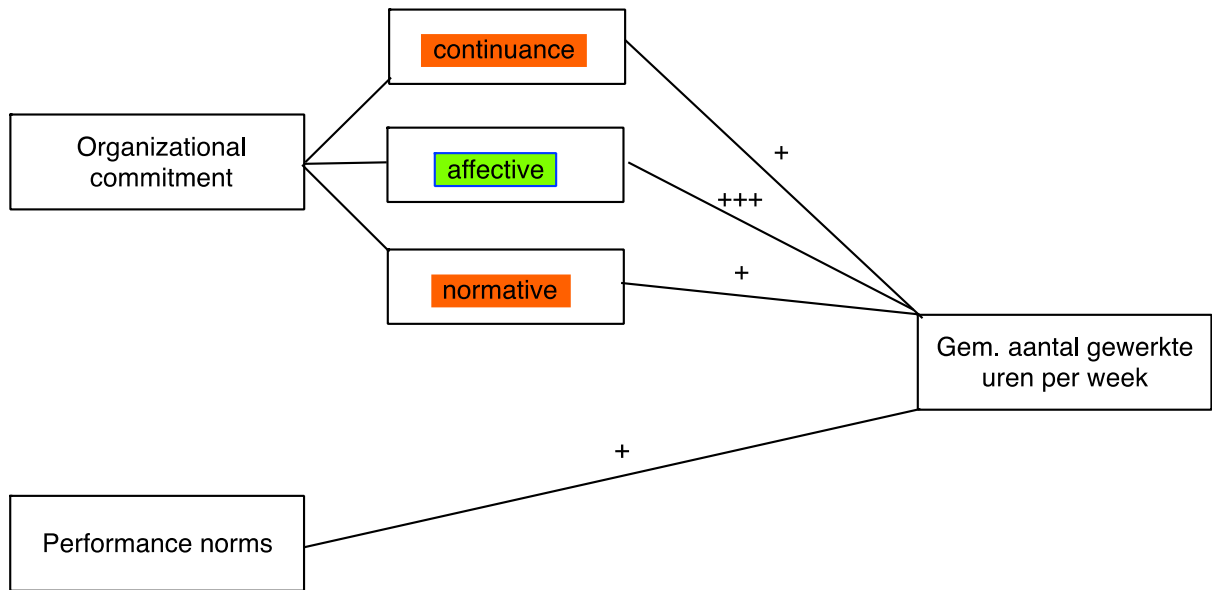 continuance
Organizational
commitment
affective
normative
+
+++
+
Gem. aantal gewerkte
uren per week
+
Performance norms